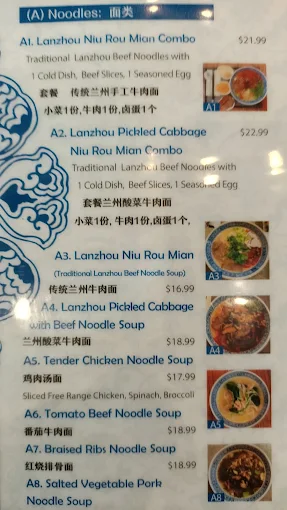 (A) Noodles: 面类
A1. Lanzhou Niu Rou Mian Combo $21.99
Traditional Lanzhou Beef Noodles with
1 Cold Dish, Beef Slices, 1 Seasoned Egg
套餐 传统兰州手工牛肉面
小菜1份,牛肉1份,卤蛋1个
A1
A2. Lanzhou Pickled Cabbage $22.99
Niu Rou Mian Combo
Traditional Lanzhou Beef Noodles with
1 Cold Dish, Beef Slices, 1 Seasoned Egg
套餐兰州酸菜牛肉面
小菜1份, 牛肉1份,卤蛋1个,
A3. Lanzhou Niu Rou Mian
(Traditional Lanzhou Beef Noodle Soup)
传统兰州牛肉面 $16.99
A3
A4. Lanzhou Pickled Cabbage
with Beef Noodle Soup
兰州酸菜牛肉面 $18.99
A4
A5. Tender Chicken Noodle Soup
鸡肉汤面 $17.99
Sliced Free Range Chicken, Spinach, Broccoli
A5
A6. Tomato Beef Noodle Soup
番茄牛肉面 $18.99
A7. Braised Ribs Noodle Soup
红烧排骨面 $18.99
A8. Salted Vegetable Pork
Noodle Soup
A8